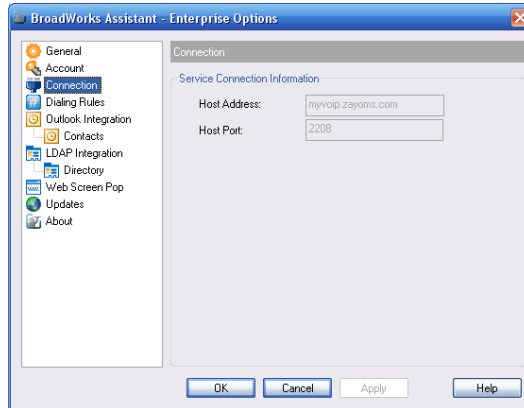 BroadWorks Assistant - Enterprise Options
General
Account
Connection
Dialing Rules
Outlook Integration
Contacts
LDAP Integration
Directory
Web Screen Pop
Updates
About
Connection
Service Connection Information
Host Address: myvoip.zayoms.com
Host Port: 2208
OK Cancel Apply Help